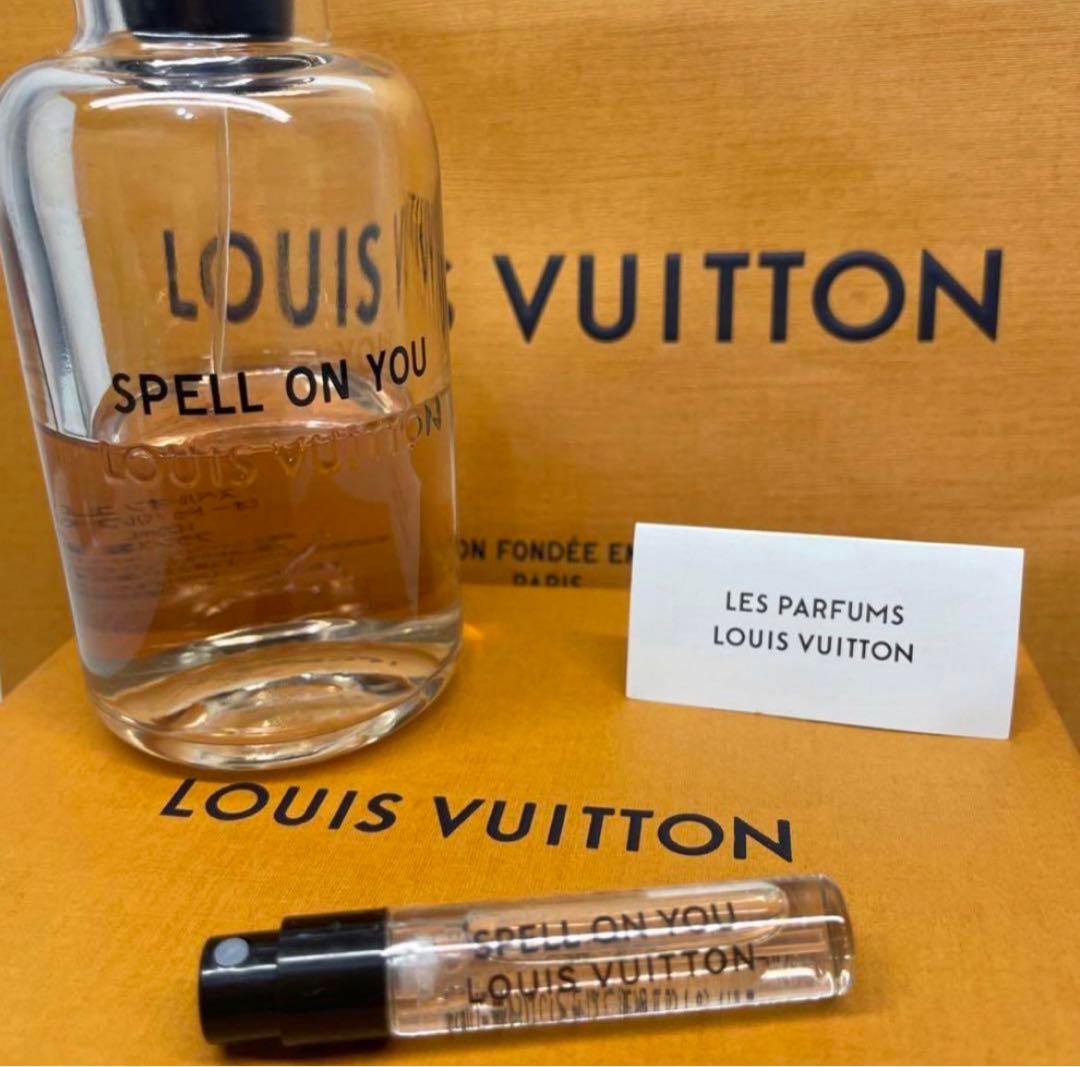 LOUIS V
VUITTON
SPELL ON YOU
LOUIS VUITTON
ON FONDÉE EN
PARIS
LES PARFUMS
LOUIS VUITTON
LOUIS VUITTON
SPELL ON YOU
LOUIS VUITTON